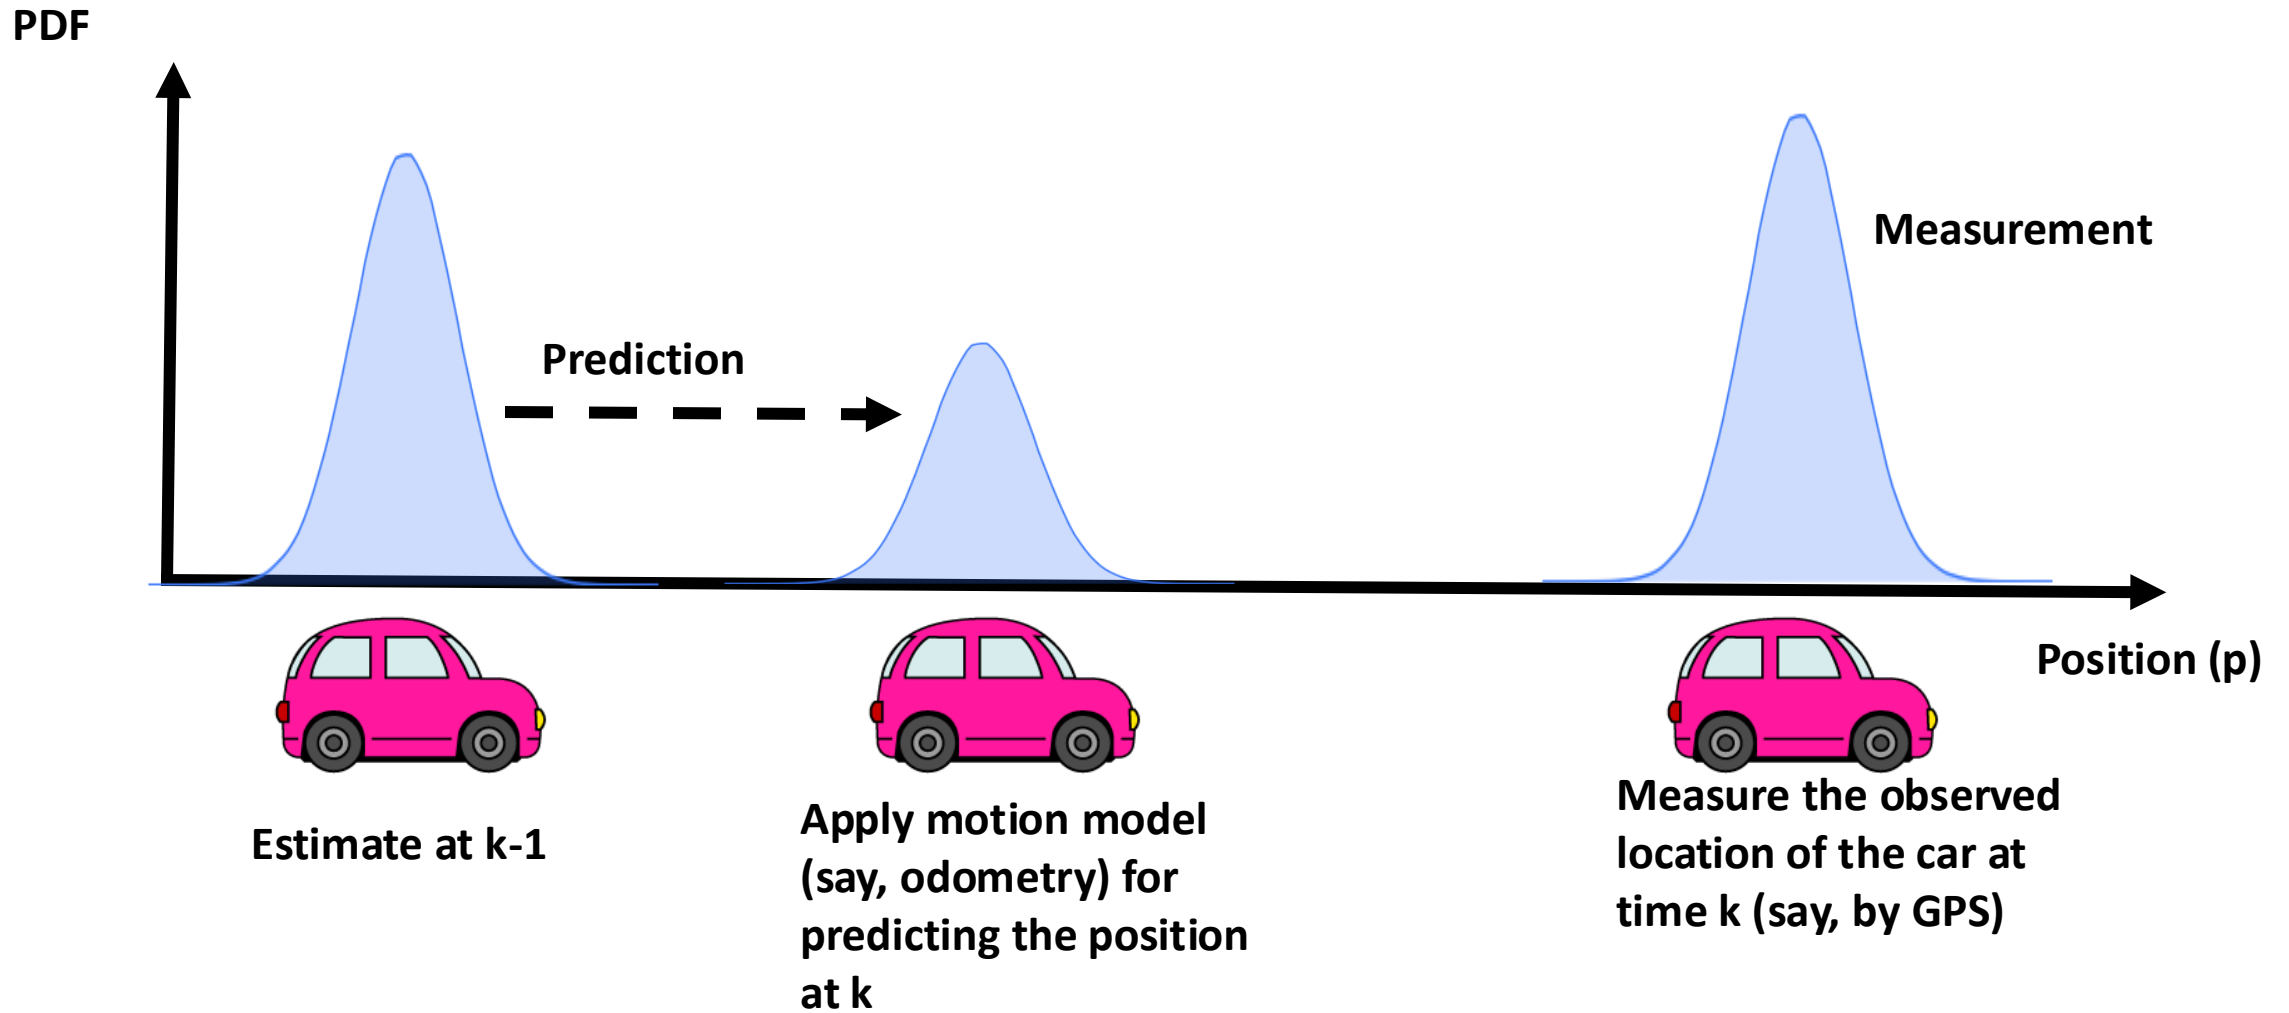 PDF
Prediction
Measurement
Position (p)
Estimate at k-1
Apply motion model
(say, odometry) for
predicting the position
at k
Measure the observed
location of the car at
time k (say, by GPS)